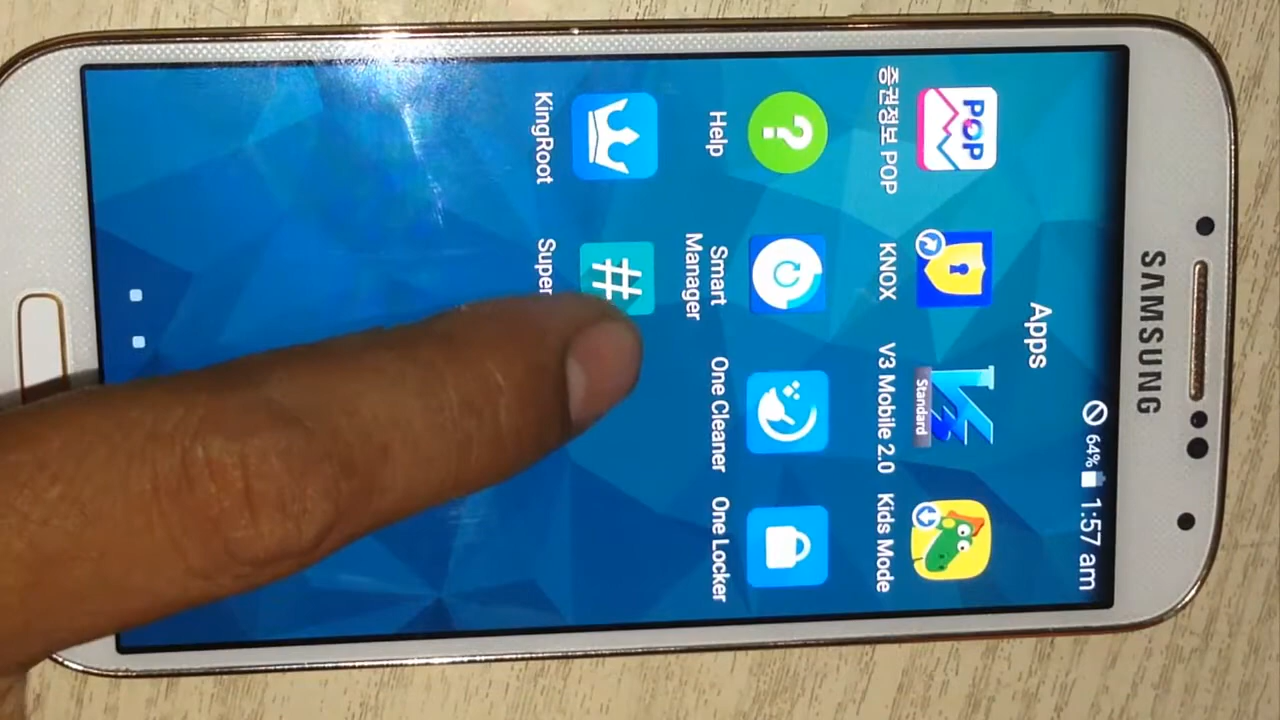 SAMSUNG
64% 1:57 am
Apps
POP
Standard
증권정보 POP
KNOX
V3 Mobile 2.0
Kids Mode
?
Help
Smart
Manager
One Cleaner
One Locker
#
KingRoot
Super